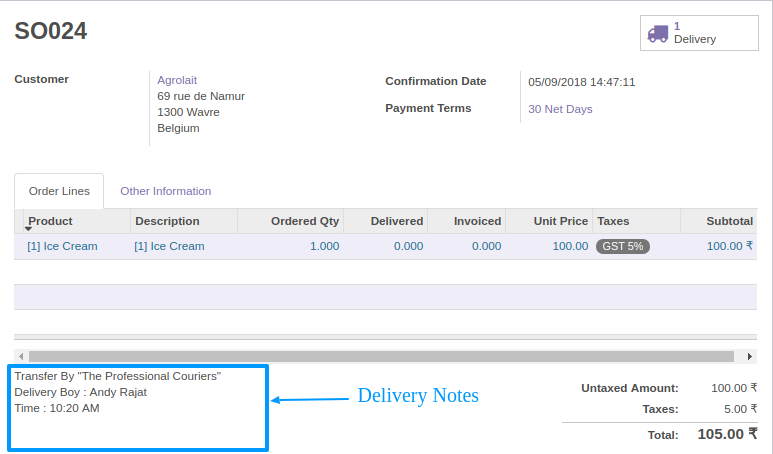 SO024
1
Delivery
Customer
Agrolait
69 rue de Namur
1300 Wavre
Belgium
Confirmation Date 05/09/2018 14:47:11
Payment Terms 30 Net Days
Order Lines Other Information
Product Description Ordered Qty Delivered Invoiced Unit Price Taxes Subtotal
[1] Ice Cream [1] Ice Cream 1.000 0.000 0.000 100.00 GST 5% 100.00 ₹
Transfer By "The Professional Couriers"
Delivery Boy : Andy Rajat
Time : 10:20 AM
Delivery Notes
Untaxed Amount: 100.00 ₹
Taxes: 5.00 ₹
Total: 105.00 ₹